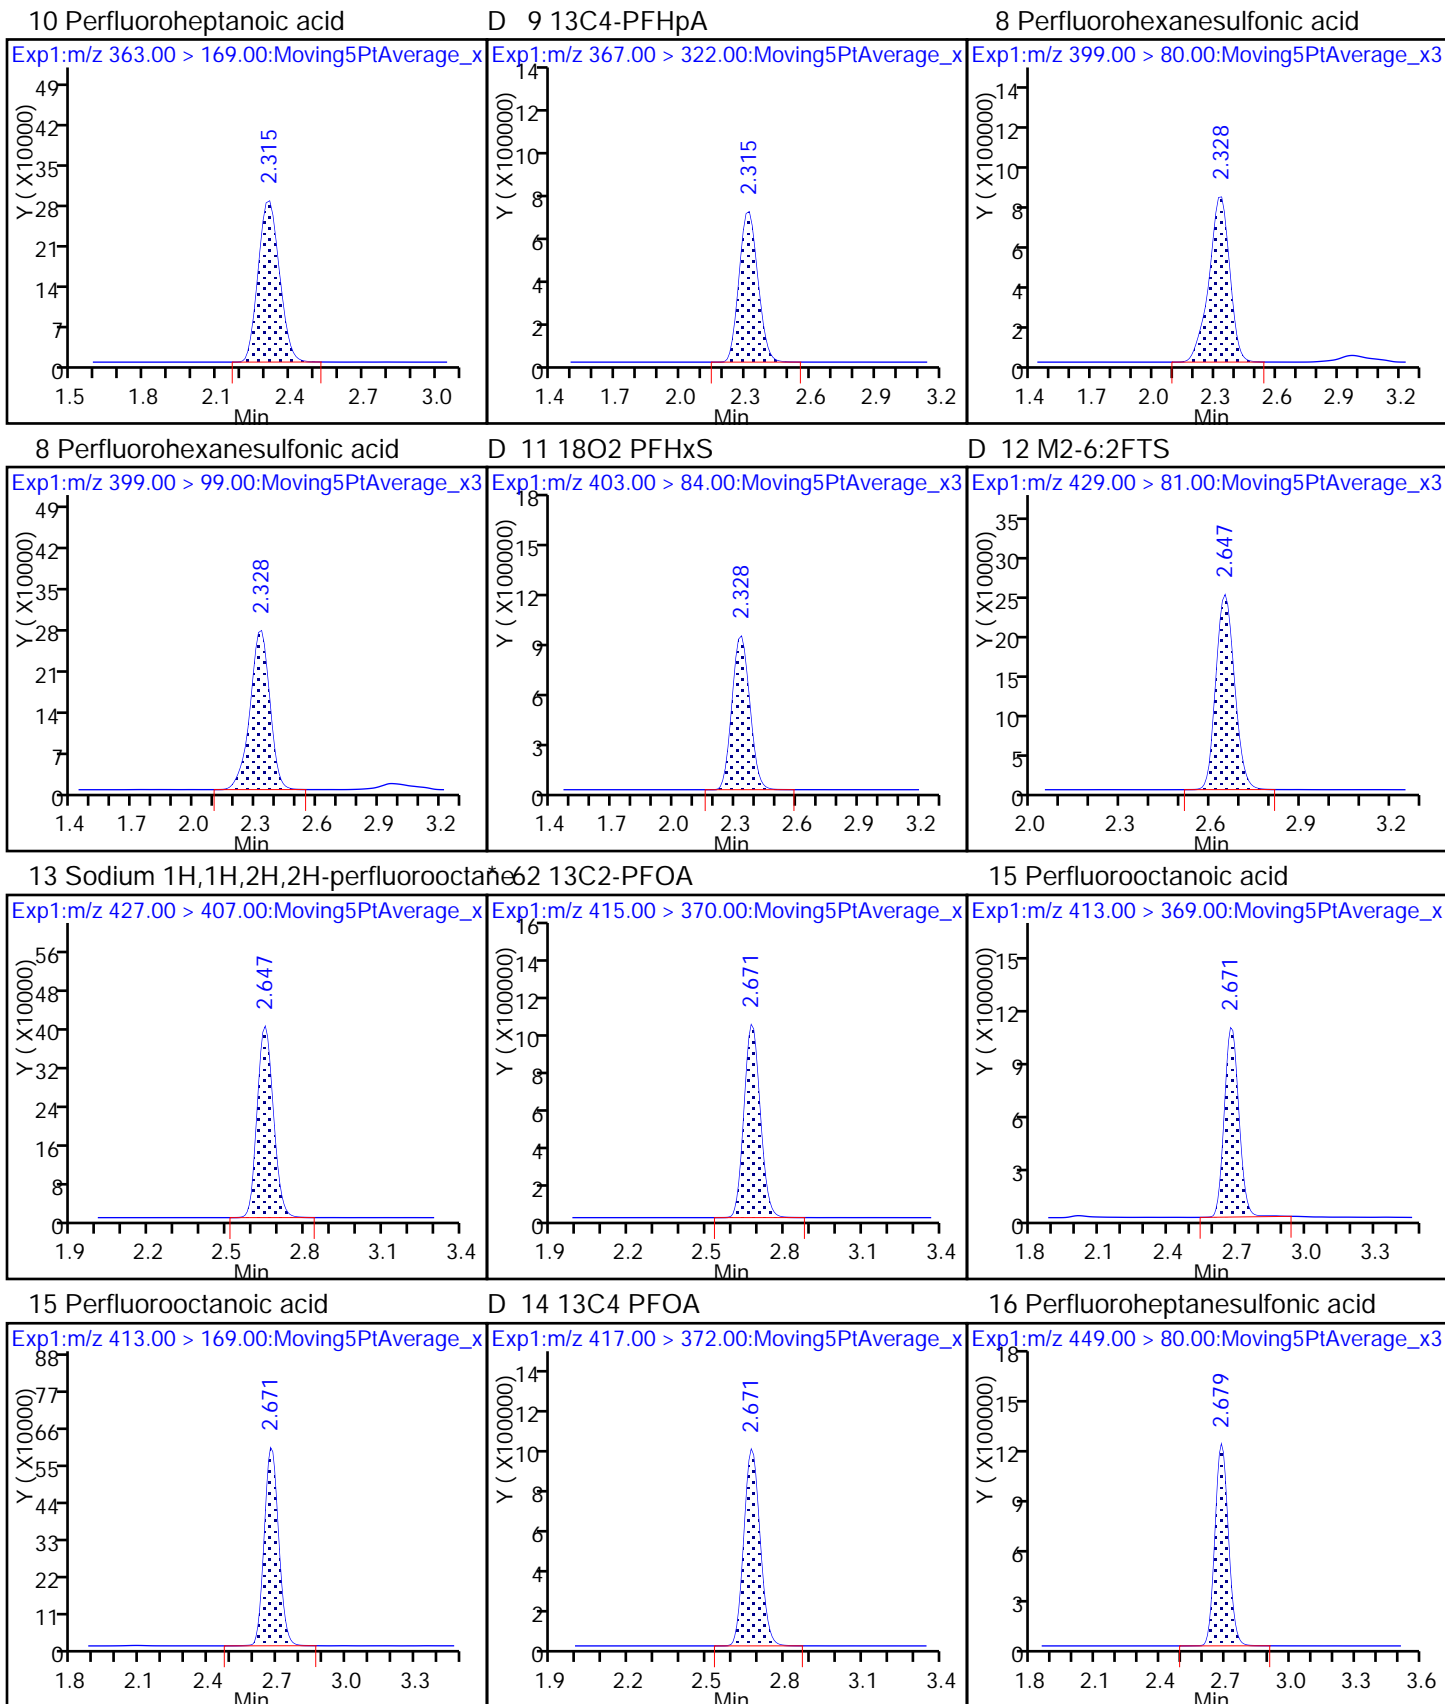 10 Perfluoroheptanoic acid
Exp1:m/z 363.00 > 169.00:Moving5PtAverage_x
Y ( X10000)
49
42
35
28
21
14
7
0
2.315
1.5 1.8 2.1 2.4 2.7 3.0
Min
D 9 13C4-PFHpA
Exp1:m/z 367.00 > 322.00:Moving5PtAverage_x
Y ( X100000)
14
12
10
8
6
4
2
0
2.315
1.4 1.7 2.0 2.3 2.6 2.9 3.2
Min
8 Perfluorohexanesulfonic acid
Exp1:m/z 399.00 > 80.00:Moving5PtAverage_x3
Y ( X100000)
14
12
10
8
6
4
2
0
2.328
1.4 1.7 2.0 2.3 2.6 2.9 3.2
Min
8 Perfluorohexanesulfonic acid
Exp1:m/z 399.00 > 99.00:Moving5PtAverage_x3
Y ( X10000)
49
42
35
28
21
14
7
0
2.328
1.4 1.7 2.0 2.3 2.6 2.9 3.2
Min
D 11 18O2 PFHxS
Exp1:m/z 403.00 > 84.00:Moving5PtAverage_x3
Y ( X100000)
18
15
12
9
6
3
0
2.328
1.4 1.7 2.0 2.3 2.6 2.9 3.2
Min
D 12 M2-6:2FTS
Exp1:m/z 429.00 > 81.00:Moving5PtAverage_x3
Y ( X10000)
35
30
25
20
15
10
5
0
2.647
2.0 2.3 2.6 2.9 3.2
Min
13 Sodium 1H,1H,2H,2H-perfluorooctane
Exp1:m/z 427.00 > 407.00:Moving5PtAverage_x
Y ( X10000)
56
48
40
32
24
16
8
0
2.647
1.9 2.2 2.5 2.8 3.1 3.4
Min
* 62 13C2-PFOA
Exp1:m/z 415.00 > 370.00:Moving5PtAverage_x
Y ( X100000)
16
14
12
10
8
6
4
2
0
2.671
1.9 2.2 2.5 2.8 3.1 3.4
Min
15 Perfluorooctanoic acid
Exp1:m/z 413.00 > 369.00:Moving5PtAverage_x
Y ( X100000)
15
12
9
6
3
0
2.671
1.8 2.1 2.4 2.7 3.0 3.3
Min
15 Perfluorooctanoic acid
Exp1:m/z 413.00 > 169.00:Moving5PtAverage_x
Y ( X10000)
88
77
66
55
44
33
22
11
0
2.671
1.8 2.1 2.4 2.7 3.0 3.3
Min
D 14 13C4 PFOA
Exp1:m/z 417.00 > 372.00:Moving5PtAverage_x
Y ( X100000)
14
12
10
8
6
4
2
0
2.671
1.9 2.2 2.5 2.8 3.1 3.4
Min
16 Perfluoroheptanesulfonic acid
Exp1:m/z 449.00 > 80.00:Moving5PtAverage_x3
Y ( X100000)
18
15
12
9
6
3
0
2.679
1.8 2.1 2.4 2.7 3.0 3.3 3.6
Min